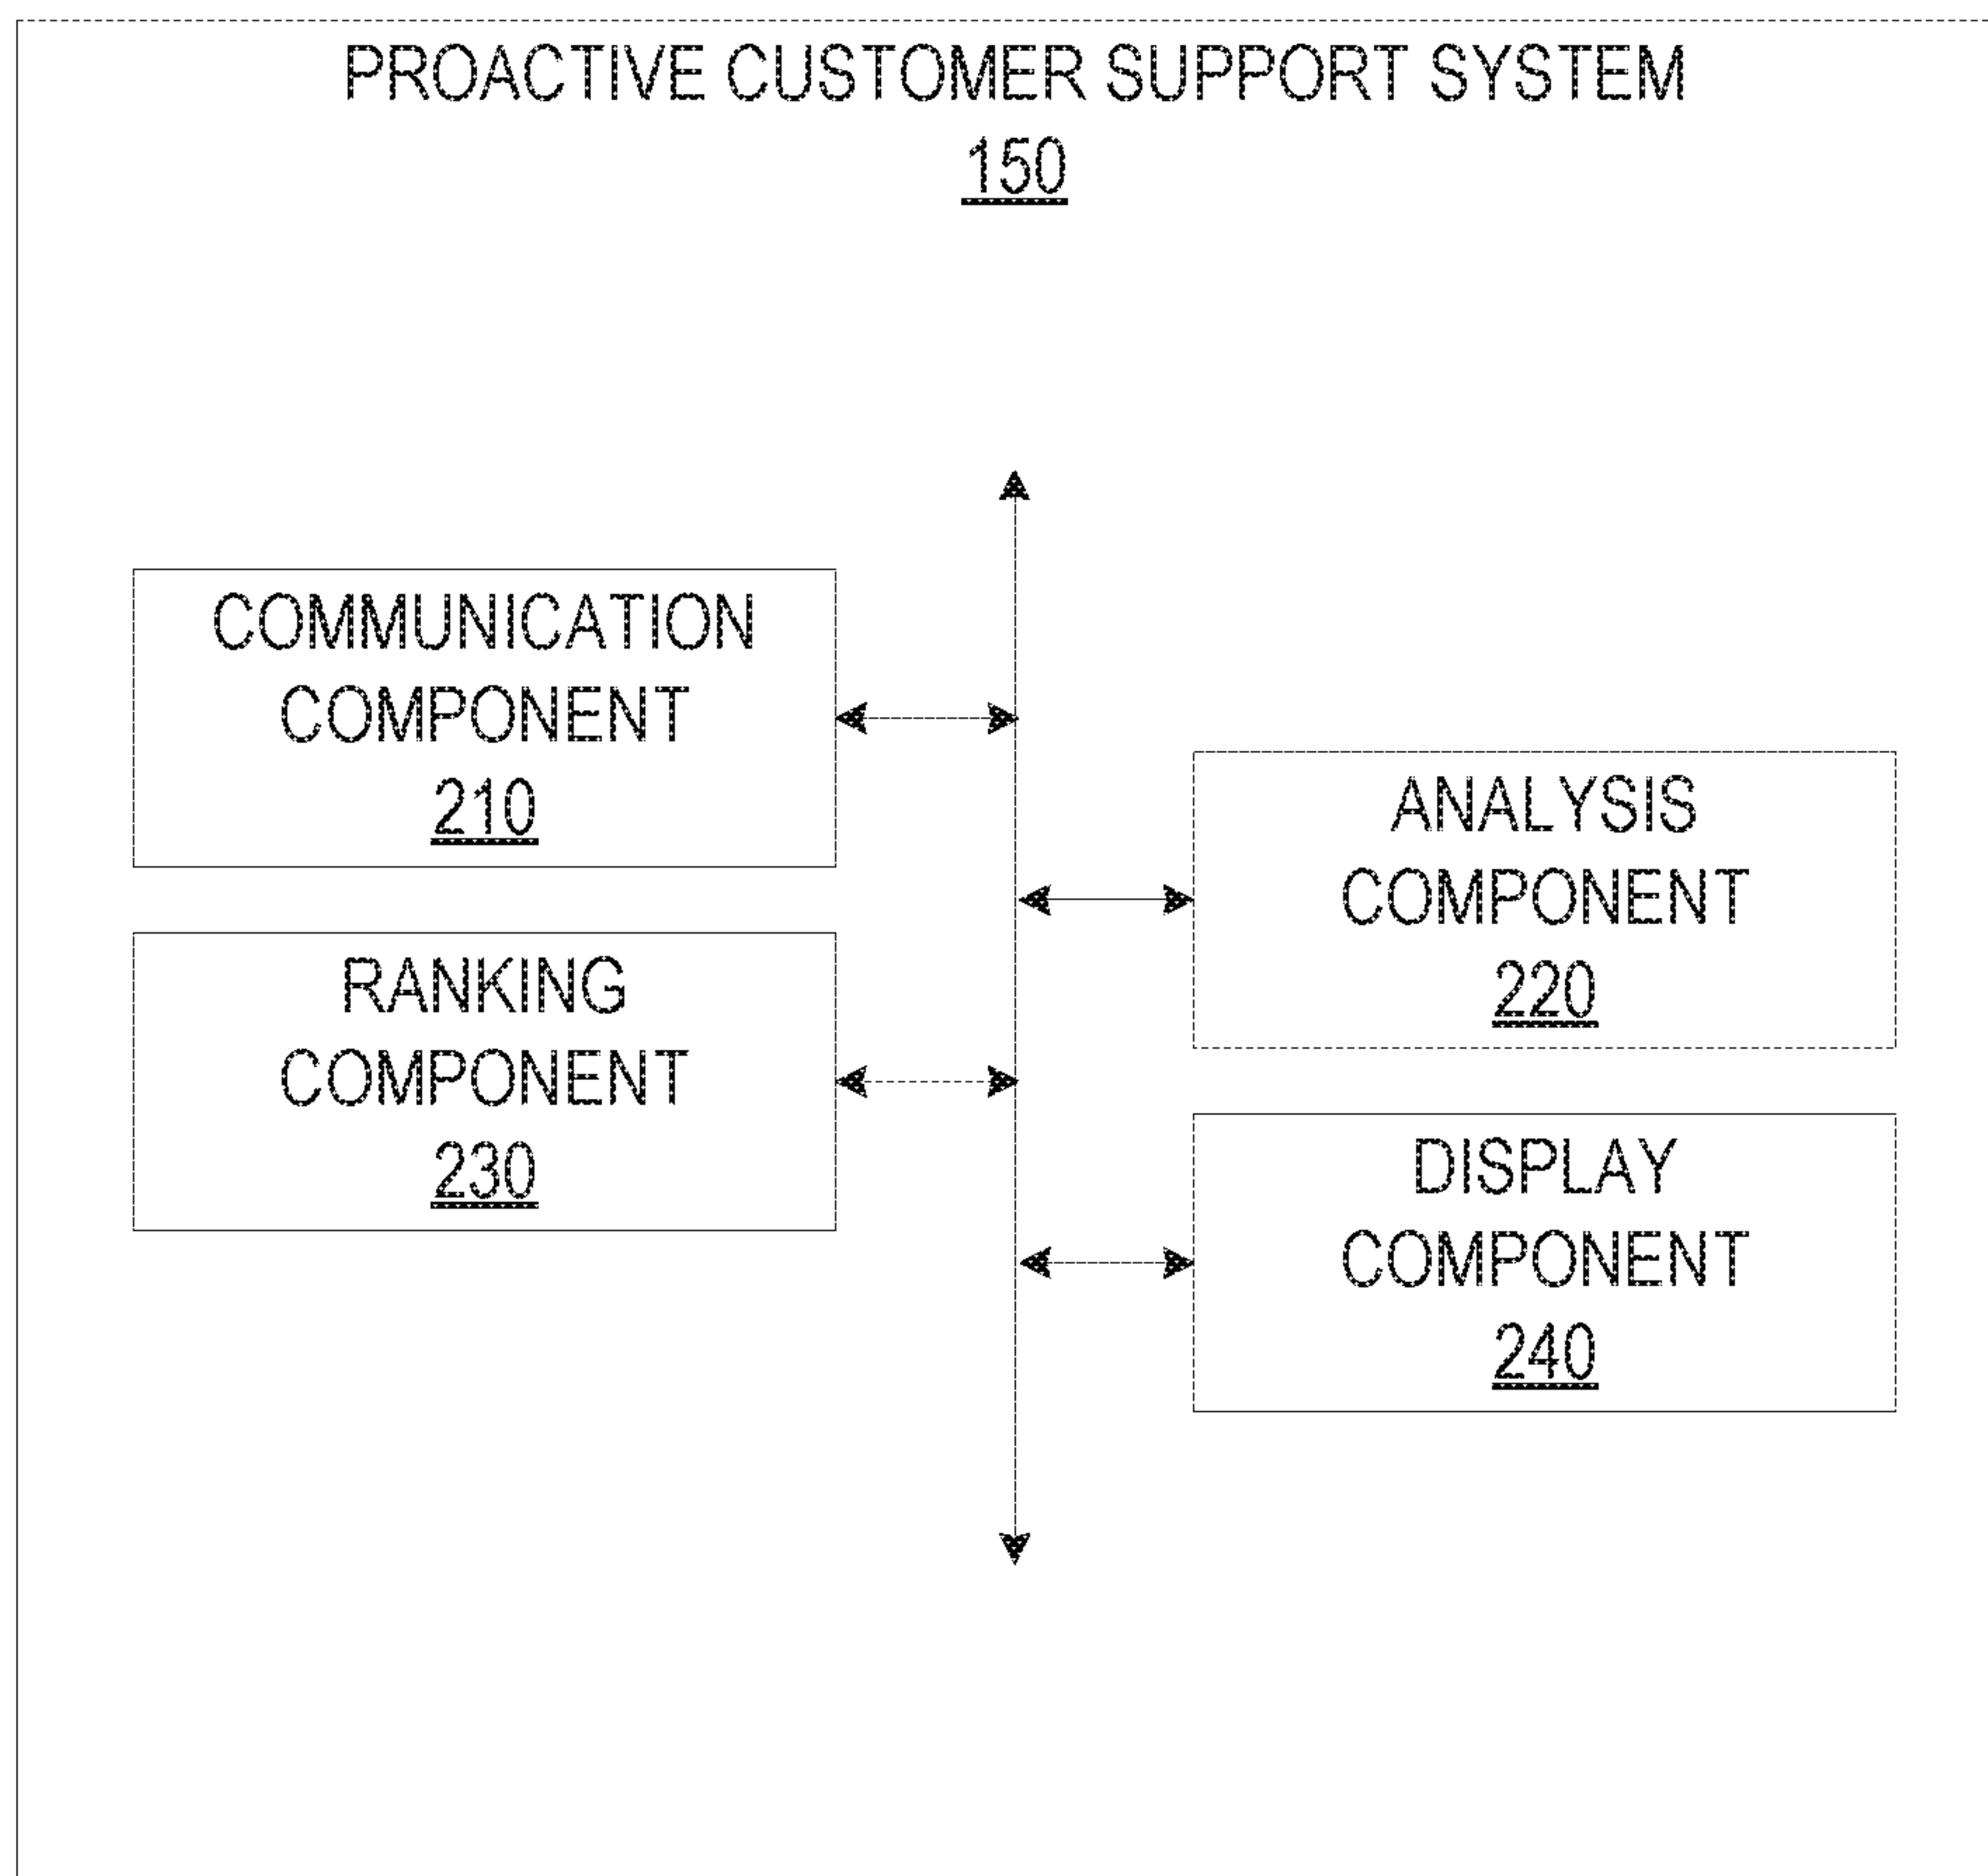 PROACTIVE CUSTOMER SUPPORT SYSTEM
150
COMMUNICATION
COMPONENT
210
ANALYSIS
COMPONENT
220
RANKING
COMPONENT
230
DISPLAY
COMPONENT
240